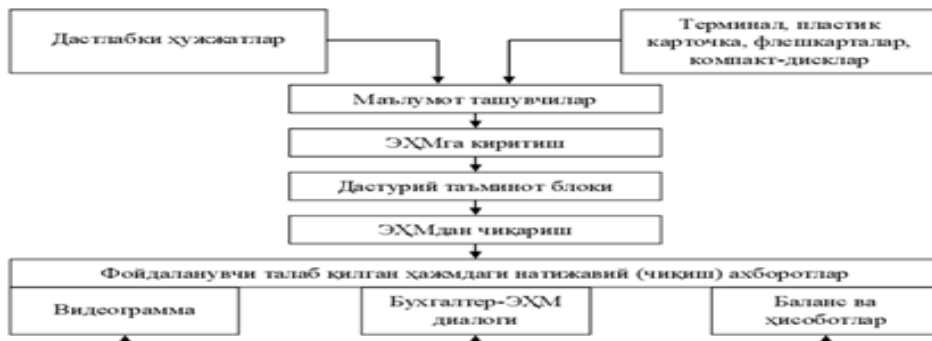 Дастлабки ҳужжатлар
Терминал, пластик
карточка, флешкарталар,
компакт-дисклар
Маълумот ташувчилар
ЭҲМга киритиш
Дастурий таъминот блоки
ЭҲМдан чиқариш
Фойдаланувчи талаб қилган ҳажмдаги натижавий (чиқиш) ахборотлар
Видеограмма
Бухгалтер-ЭҲМ
диалоги
Баланс ва
ҳисоботлар